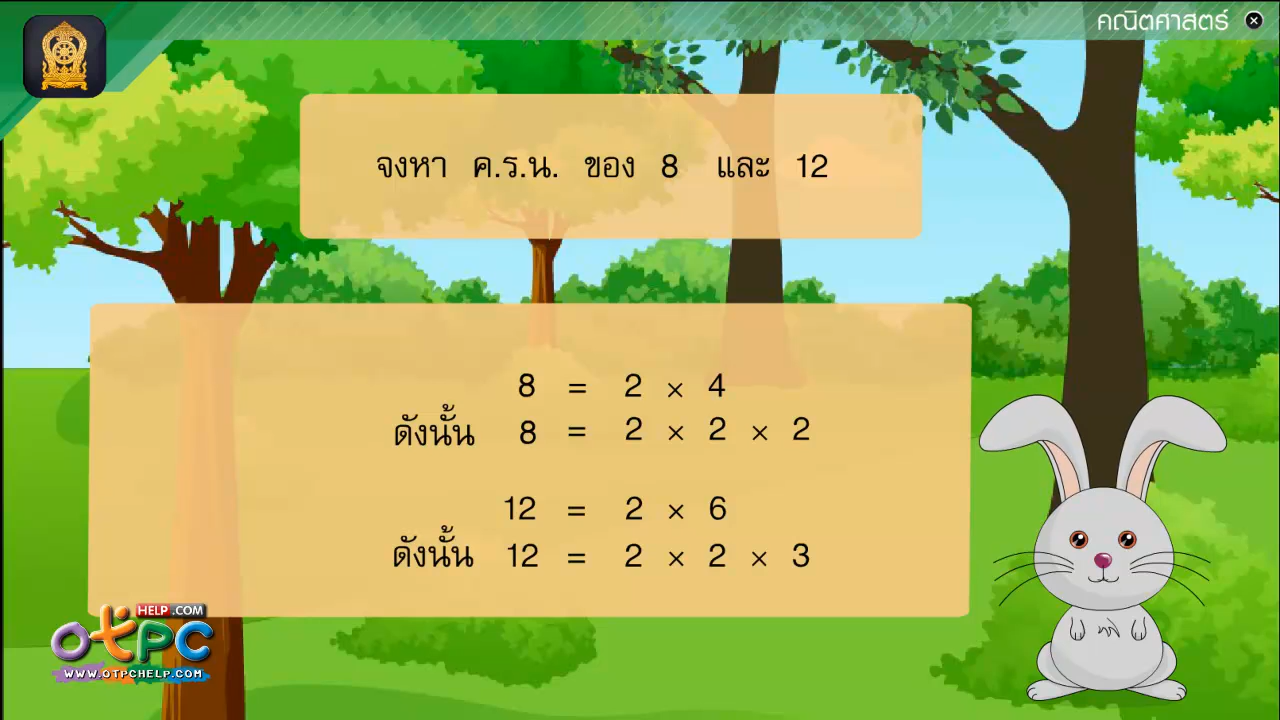 คณิตศาสตร์
จงหา ค.ร.น. ของ 8 และ 12
8 = 2 × 4
ดังนั้น 8 = 2 × 2 × 2
12 = 2 × 6
ดังนั้น 12 = 2 × 2 × 3
HELP.COM
OTPC
WWW.OTPCHELP.COM